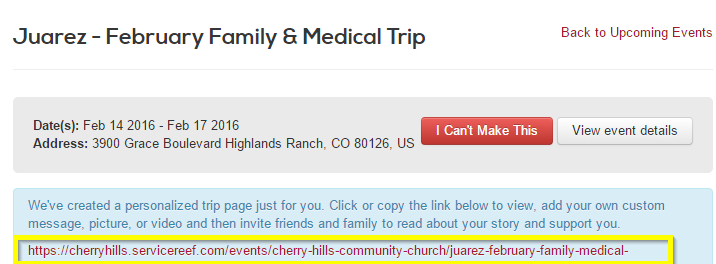 Juarez - February Family & Medical Trip
Back to Upcoming Events
Date(s): Feb 14 2016 - Feb 17 2016
Address: 3900 Grace Boulevard Highlands Ranch, CO 80126, US
I Can't Make This
View event details
We've created a personalized trip page just for you. Click or copy the link below to view, add your own custom
message, picture, or video and then invite friends and family to read about your story and support you.
https://cherryhills.servicereef.com/events/cherry-hills-community-church/juarez-february-family-medical-